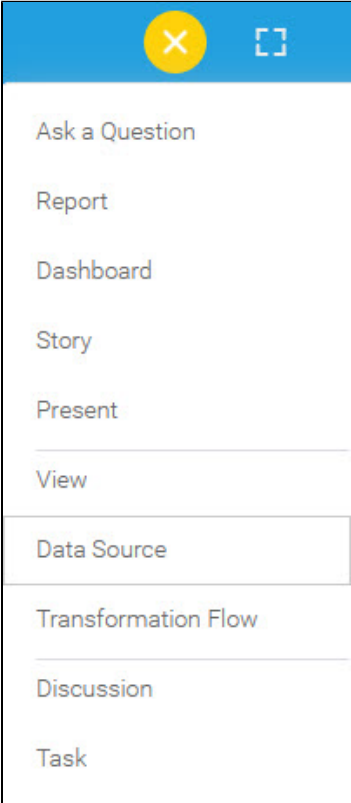 Ask a Question
Report
Dashboard
Story
Present
View
Data Source
Transformation Flow
Discussion
Task